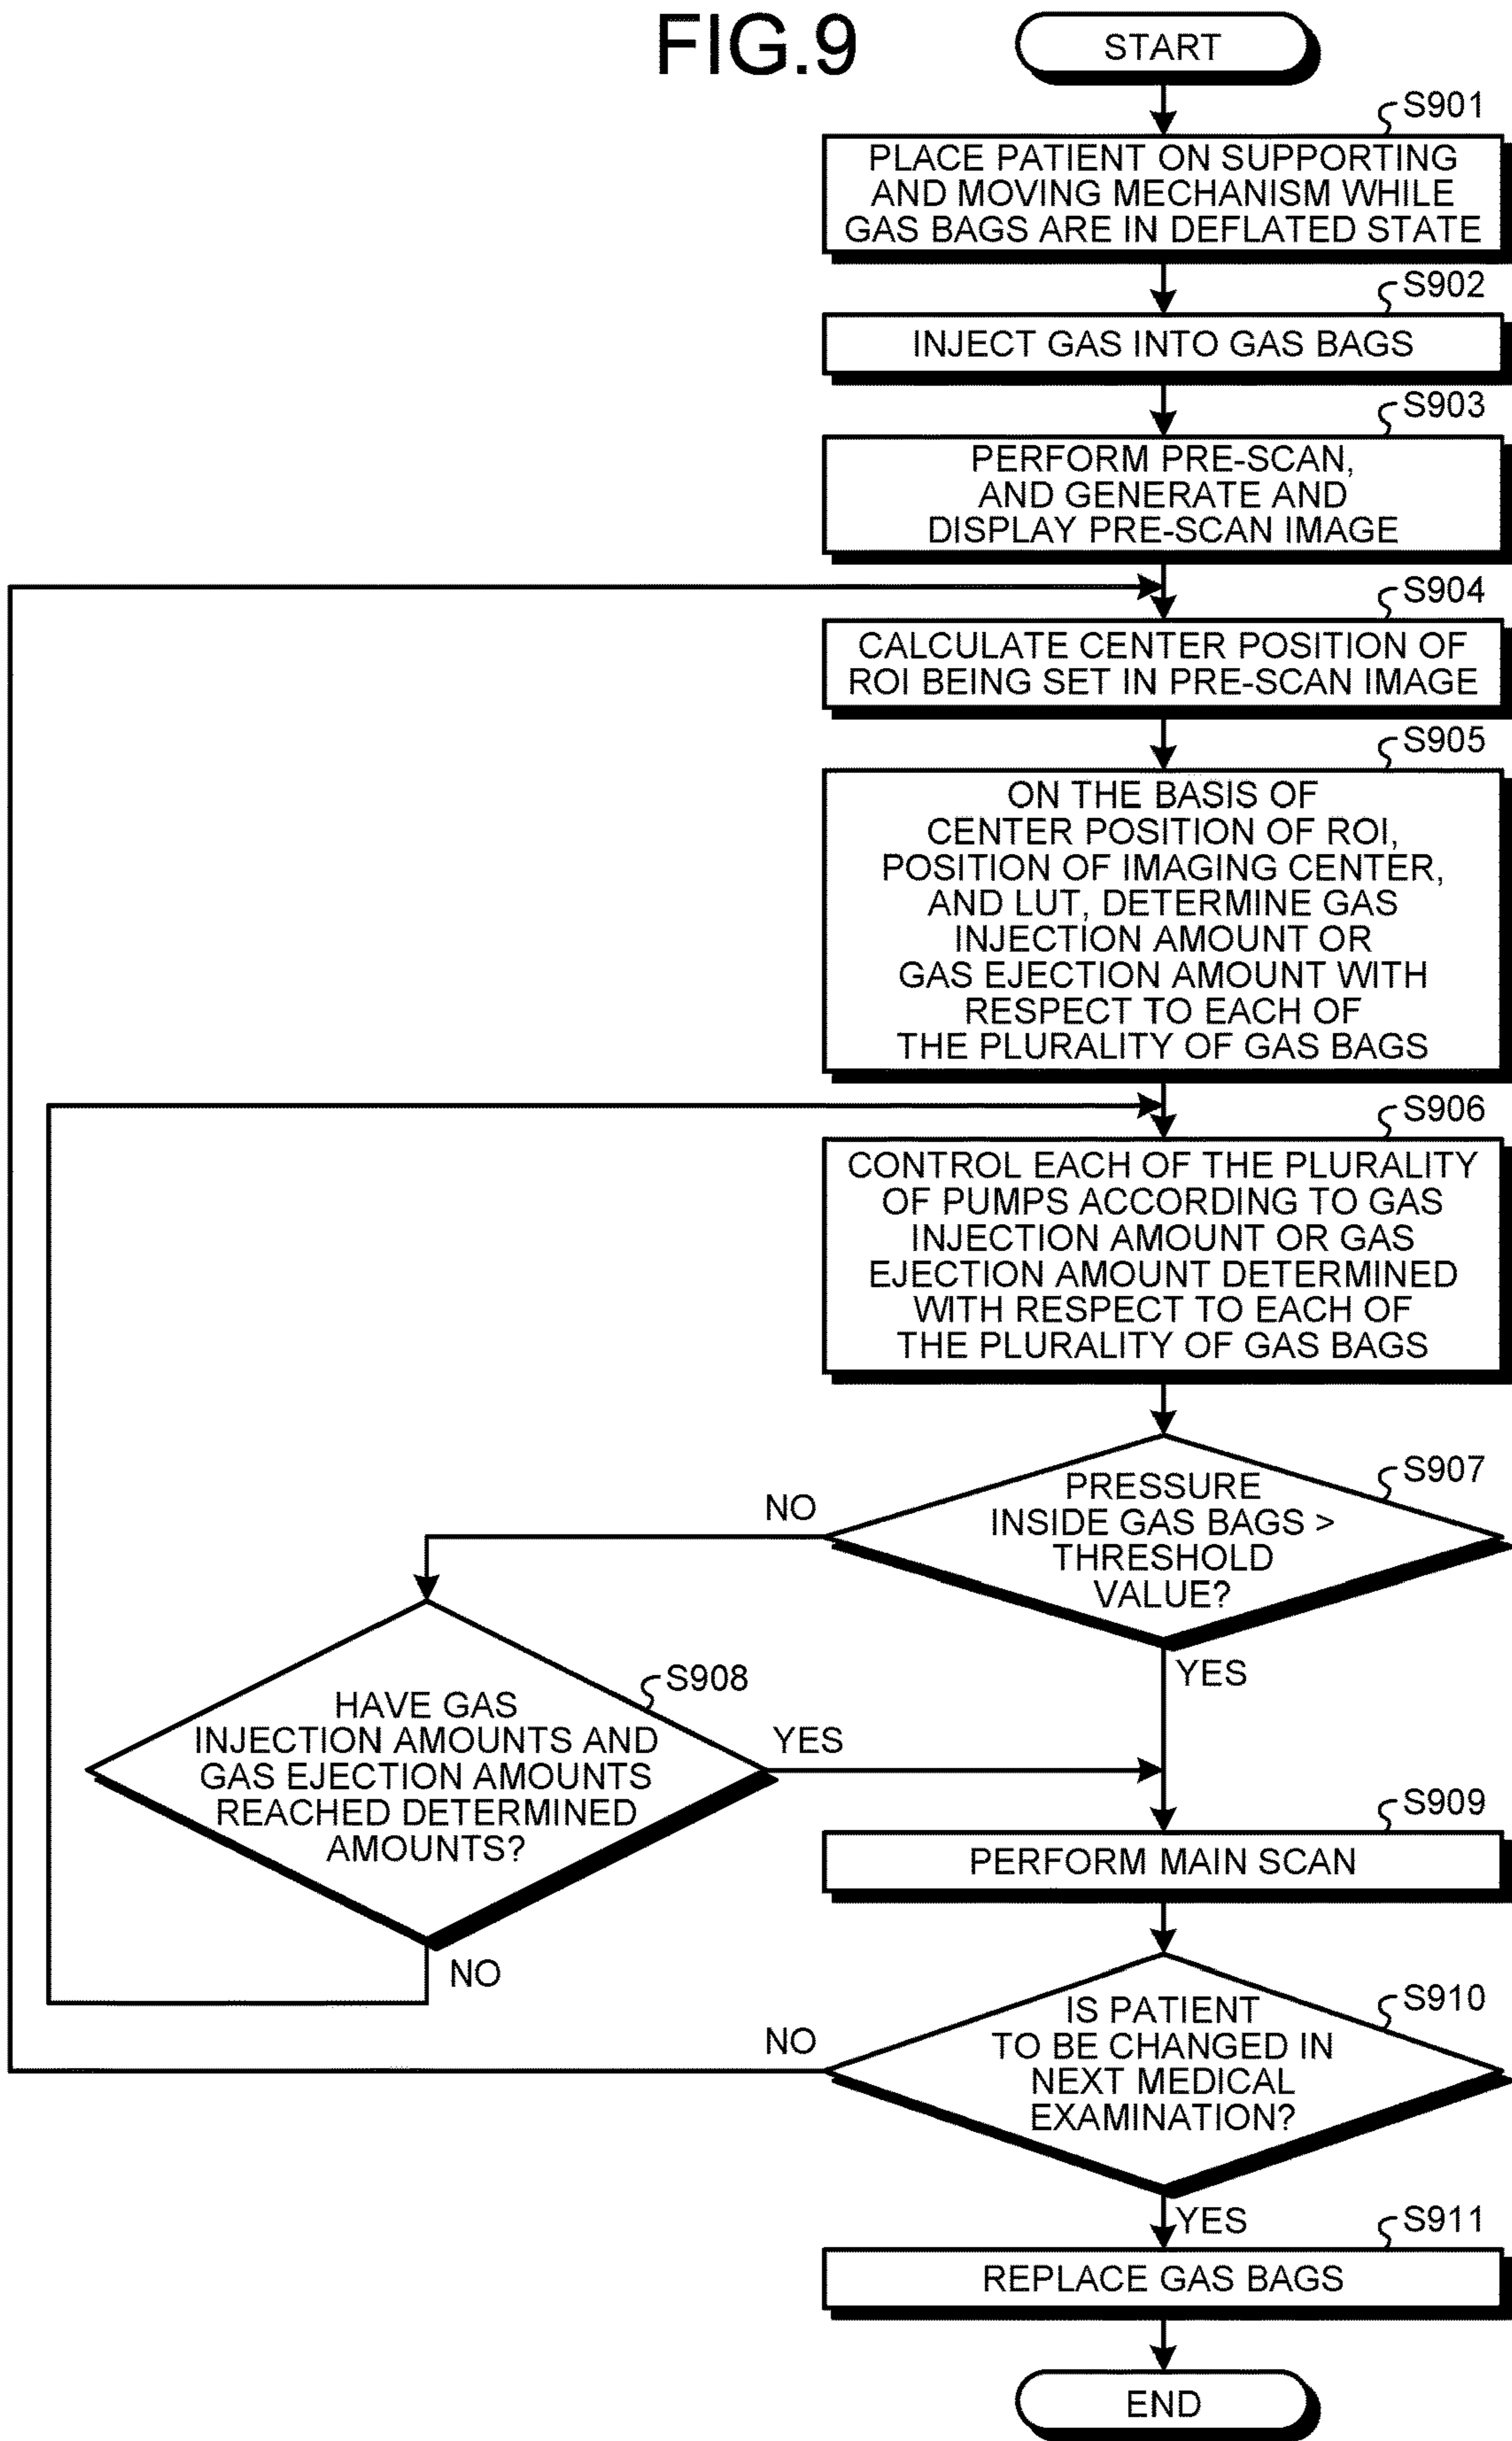 FIG.9
START
S901
PLACE PATIENT ON SUPPORTING
AND MOVING MECHANISM WHILE
GAS BAGS ARE IN DEFLATED STATE
S902
INJECT GAS INTO GAS BAGS
S903
PERFORM PRE-SCAN,
AND GENERATE AND
DISPLAY PRE-SCAN IMAGE
S904
CALCULATE CENTER POSITION OF
ROI BEING SET IN PRE-SCAN IMAGE
S905
ON THE BASIS OF
CENTER POSITION OF ROI,
POSITION OF IMAGING CENTER,
AND LUT, DETERMINE GAS
INJECTION AMOUNT OR
GAS EJECTION AMOUNT WITH
RESPECT TO EACH OF
THE PLURALITY OF GAS BAGS
S906
CONTROL EACH OF THE PLURALITY
OF PUMPS ACCORDING TO GAS
INJECTION AMOUNT OR GAS
EJECTION AMOUNT DETERMINED
WITH RESPECT TO EACH OF
THE PLURALITY OF GAS BAGS
S907
PRESSURE
INSIDE GAS BAGS >
THRESHOLD
VALUE?
NO
YES
S908
HAVE GAS
INJECTION AMOUNTS AND
GAS EJECTION AMOUNTS
REACHED DETERMINED
AMOUNTS?
YES
NO
S909
PERFORM MAIN SCAN
S910
IS PATIENT
TO BE CHANGED IN
NEXT MEDICAL
EXAMINATION?
NO
YES
S911
REPLACE GAS BAGS
END